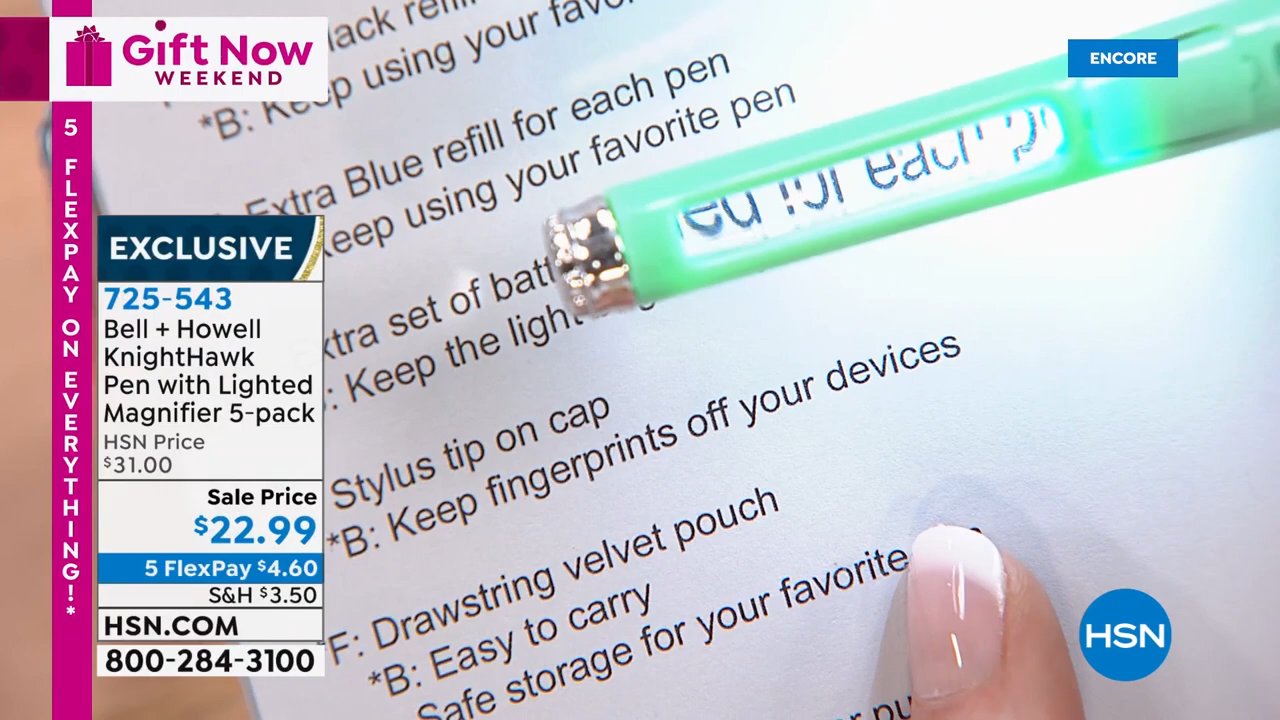 Gift Now
WEEKEND
ENCORE
5 FLEXPAY ON EVERYTHING!*
EXCLUSIVE
725-543
Bell + Howell
KnightHawk
Pen with Lighted
Magnifier 5-pack
HSN Price
$31.00
Sale Price
$22.99
5 FlexPay $4.60
S&H $3.50
HSN.COM
800-284-3100
*B: Keep using your
Extra Blue refill for each pen
Keep using your favorite pen
set of
Keep the light
Stylus tip on cap
*B: Keep fingerprints off your devices
F: Drawstring velvet pouch
*B: Easy to carry
Safe storage for your favorite
for each
HSN